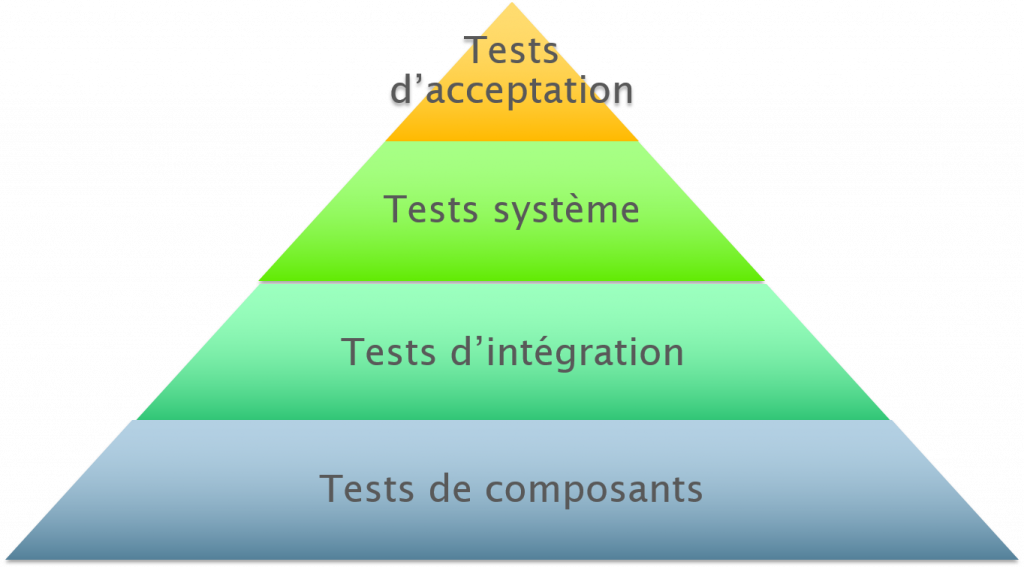 Tests
d’acceptation
Tests système
Tests d’intégration
Tests de composants